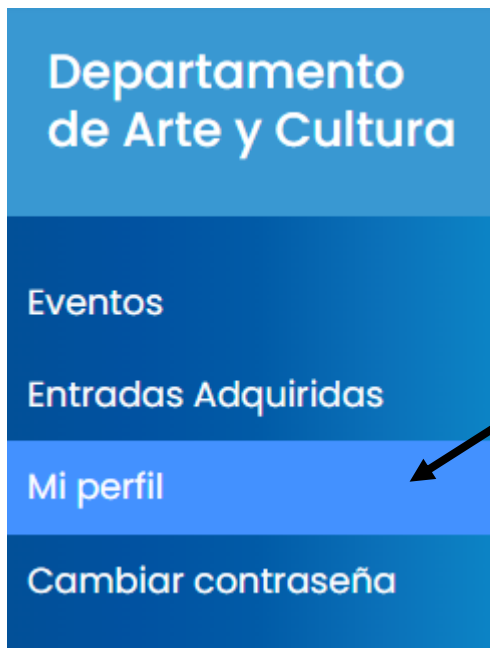 Departamento
de Arte y Cultura
Eventos
Entradas Adquiridas
Mi perfil
Cambiar contraseña